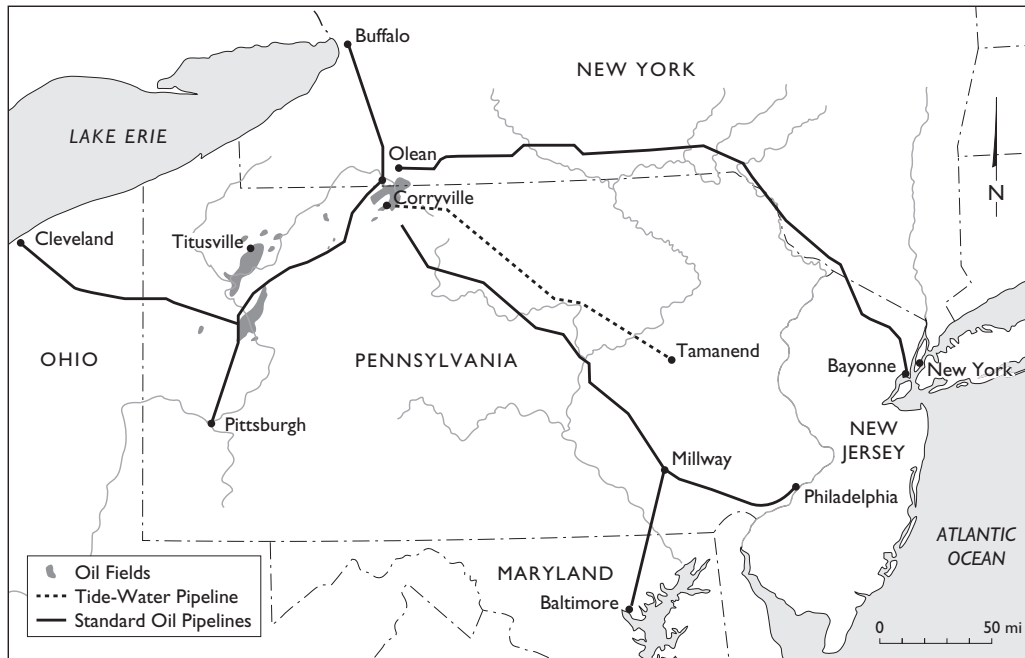 Buffalo
NEW YORK
LAKE ERIE
Olean
N
Corryville
Cleveland
Titusville
OHIO
PENNSYLVANIA
Tamanend
Bayonne
New York
Pittsburgh
NEW
JERSEY
Millway
Philadelphia
ATLANTIC
OCEAN
MARYLAND
Baltimore
Oil Fields
Tide-Water Pipeline
Standard Oil Pipelines
0 50 mi